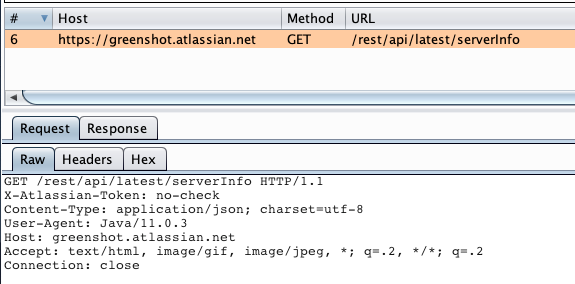 # Host Method URL
6 https://greenshot.atlassian.net GET /rest/api/latest/serverInfo
Request Response
Raw Headers Hex
GET /rest/api/latest/serverInfo HTTP/1.1
X-Atlassian-Token: no-check
Content-Type: application/json; charset=utf-8
User-Agent: Java/11.0.3
Host: greenshot.atlassian.net
Accept: text/html, image/gif, image/jpeg, *; q=.2, */*; q=.2
Connection: close